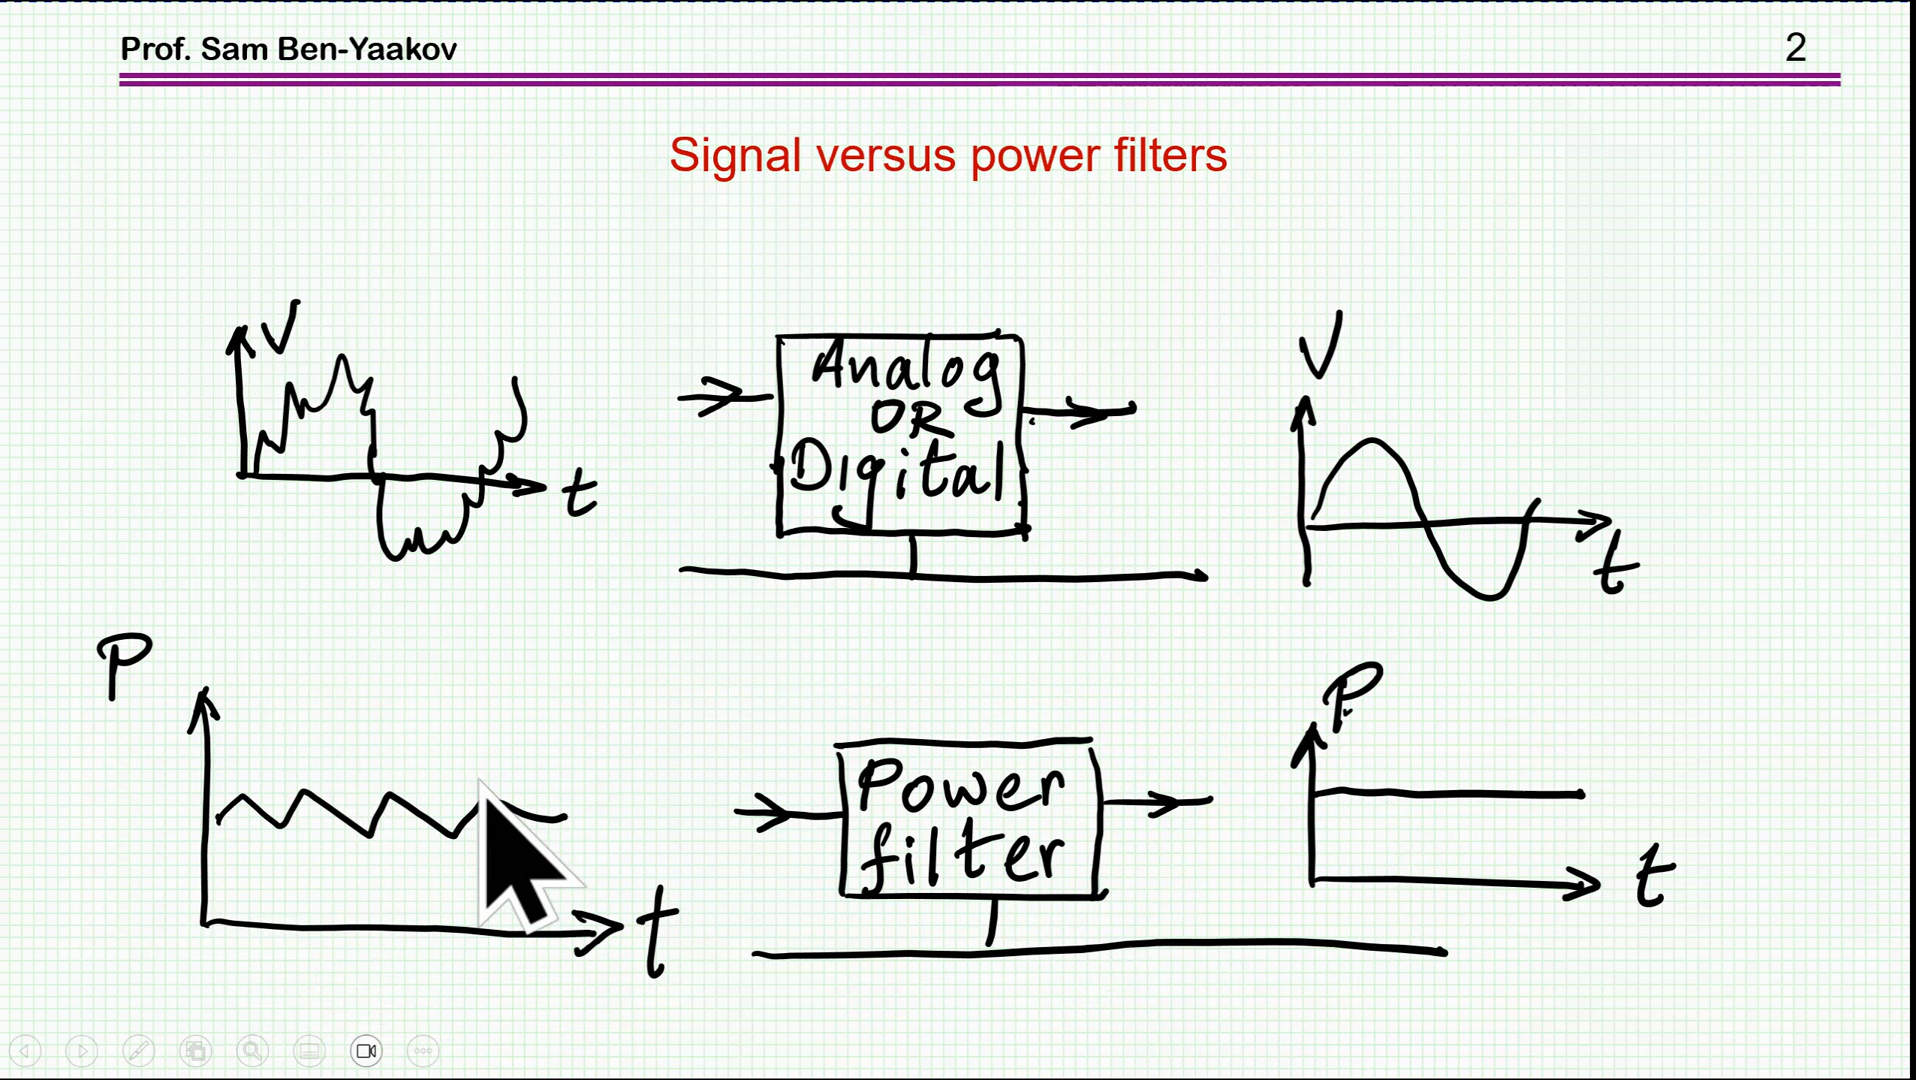 Prof. Sam Ben-Yaakov
2
Signal versus power filters
V
t
Analog
OR
Digital
V
t
P
t
Power
filter
P
t